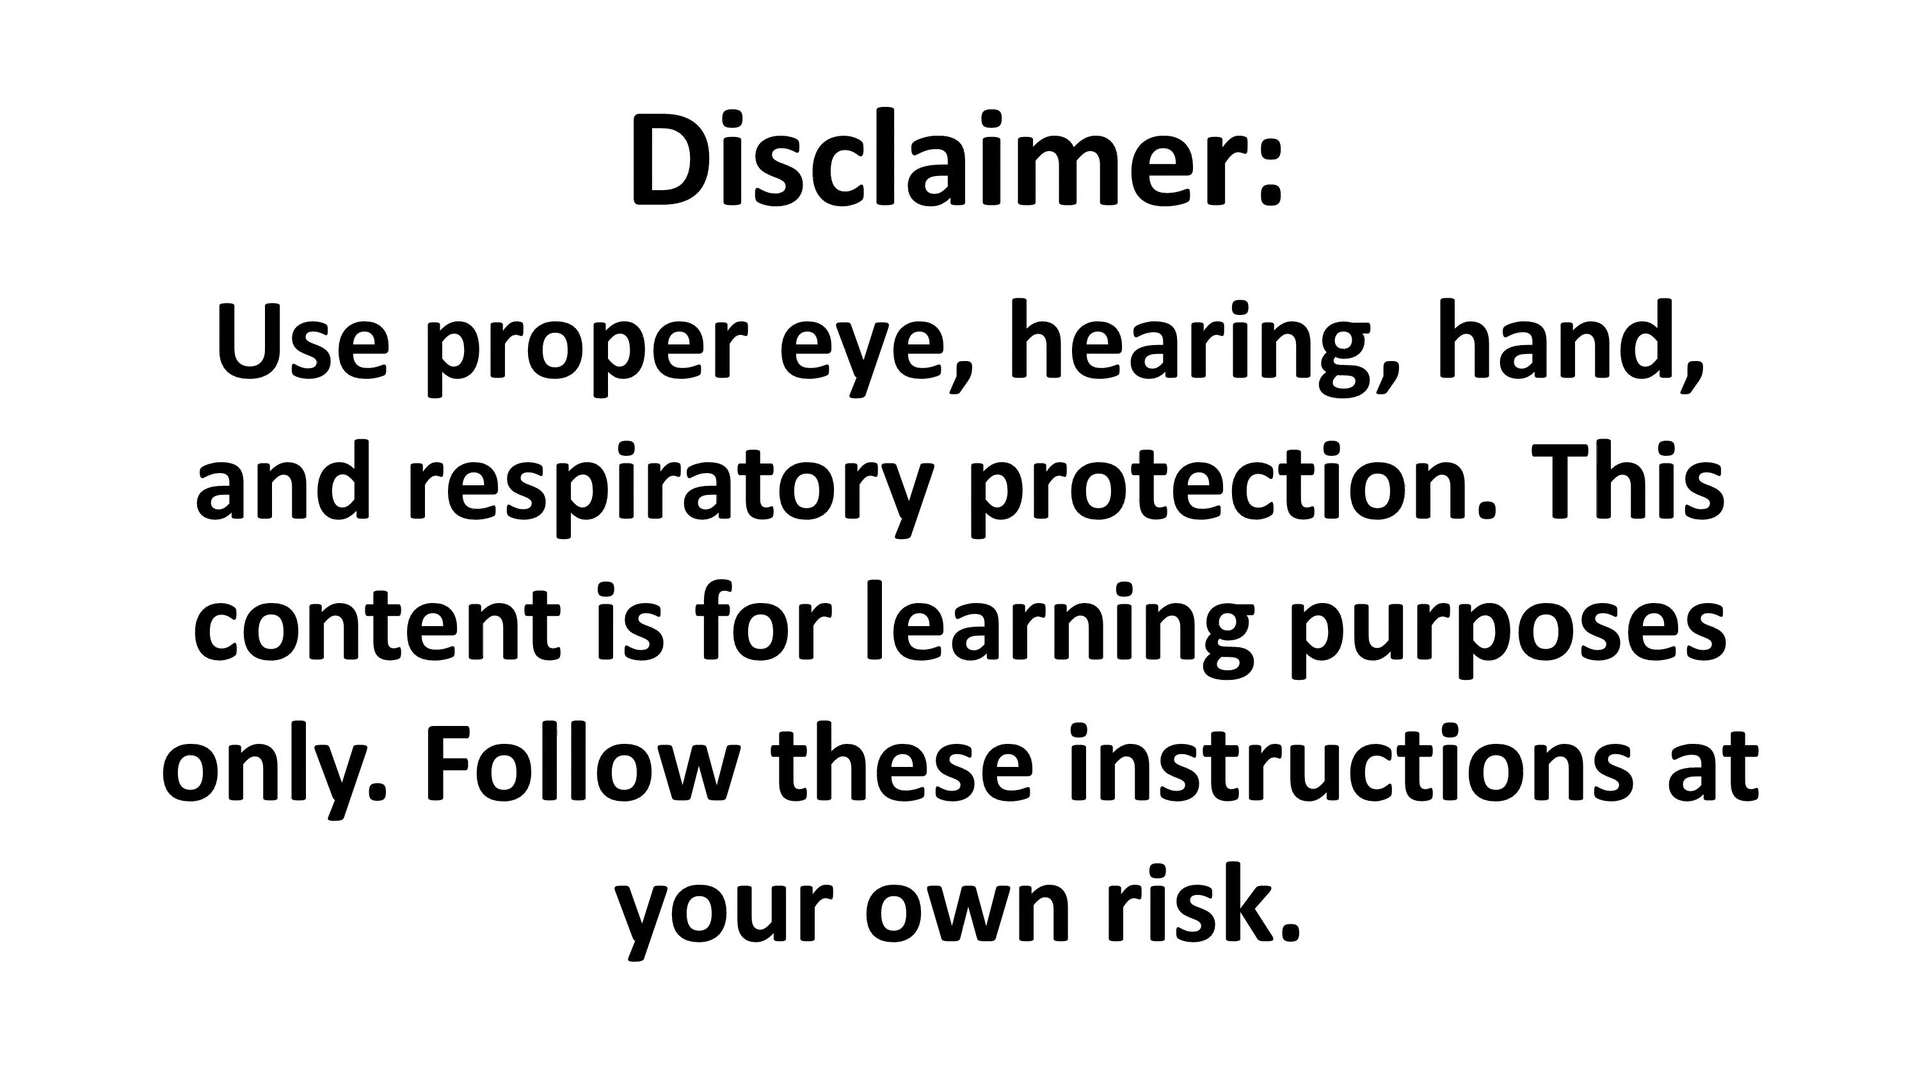 Disclaimer:
Use proper eye, hearing, hand,
and respiratory protection. This
content is for learning purposes
only. Follow these instructions at
your own risk.